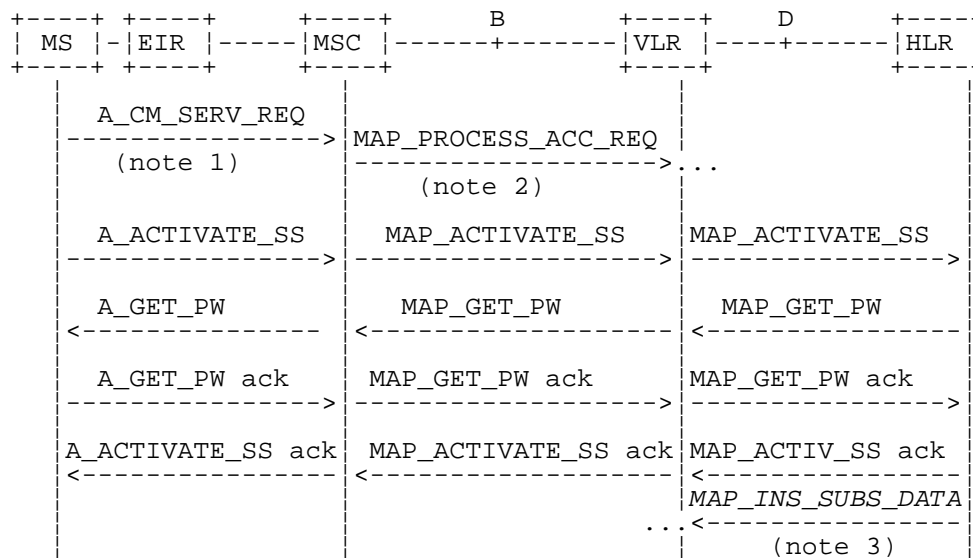 B D
MS EIR MSC VLR HLR
A_CM_SERV_REQ
MAP_PROCESS_ACC_REQ
(note 1) ...
(note 2)
A_ACTIVATE_SS MAP_ACTIVATE_SS MAP_ACTIVATE_SS
A_GET_PW MAP_GET_PW MAP_GET_PW
A_GET_PW ack MAP_GET_PW ack MAP_GET_PW ack
A_ACTIVATE_SS ack MAP_ACTIVATE_SS ack MAP_ACTIV_SS ack
MAP_INS_SUBS_DATA
...
(note 3)